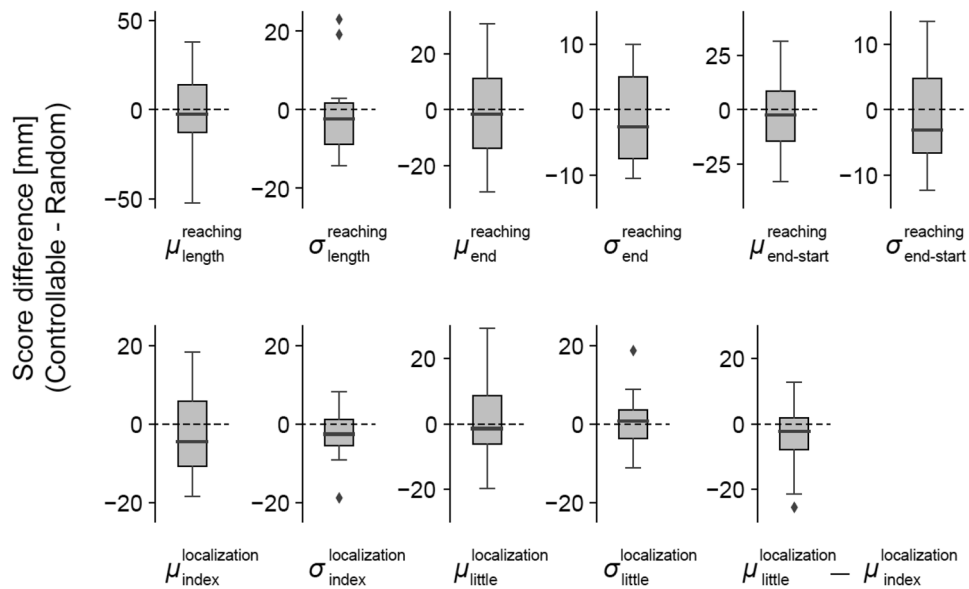 Score difference [mm]
(Controllable - Random)
50
0
−50
μ reaching length
20
0
−20
σ reaching length
20
0
−20
μ reaching end
10
0
−10
σ reaching end
25
0
−25
μ reaching end-start
10
0
−10
σ reaching end-start
20
0
−20
μ localization index
20
0
−20
σ localization index
20
0
−20
μ localization little
20
0
−20
σ localization little
20
0
−20
μ localization little — μ localization index